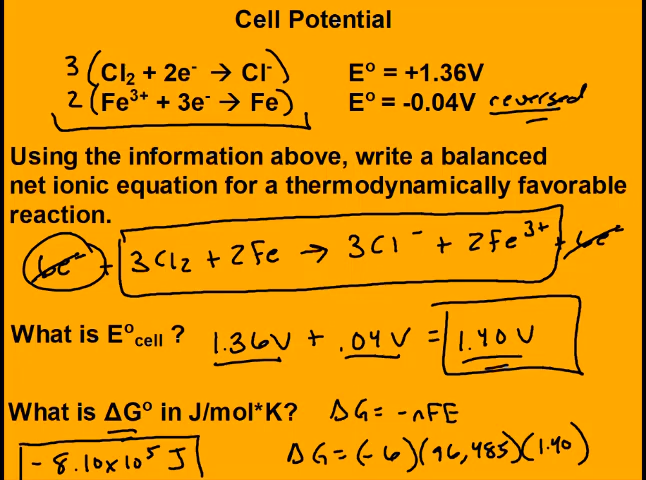 Cell Potential
3 (Cl₂ + 2e⁻ → Cl⁻) E° = +1.36V
2 (Fe³⁺ + 3e⁻ → Fe) E° = -0.04V reversed
Using the information above, write a balanced
net ionic equation for a thermodynamically favorable
reaction.
6e⁻ + 3Cl₂ + 2Fe → 3Cl⁻ + 2Fe³⁺ + 6e⁻
What is E°cell ? 1.36V + .04V = 1.40V
What is ΔG° in J/mol*K? ΔG = -nFE
-8.10x10⁵ J ΔG = (-6)(96,485)(1.40)